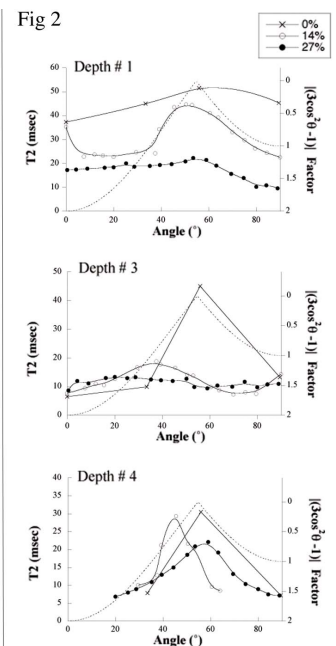 Fig 2
0%
14%
27%
Depth # 1
60
50
40
30
20
10
0
T2 (msec)
0
0.5
1
1.5
2
|(3cos²θ-1)| Factor
0 20 40 60 80
Angle (°)
Depth # 3
50
40
30
20
10
0
T2 (msec)
0
0.5
1
1.5
2
|(3cos²θ-1)| Factor
0 20 40 60 80
Angle (°)
Depth # 4
40
35
30
25
20
15
10
5
0
T2 (msec)
0
0.5
1
1.5
2
|(3cos²θ-1)| Factor
0 20 40 60 80
Angle (°)